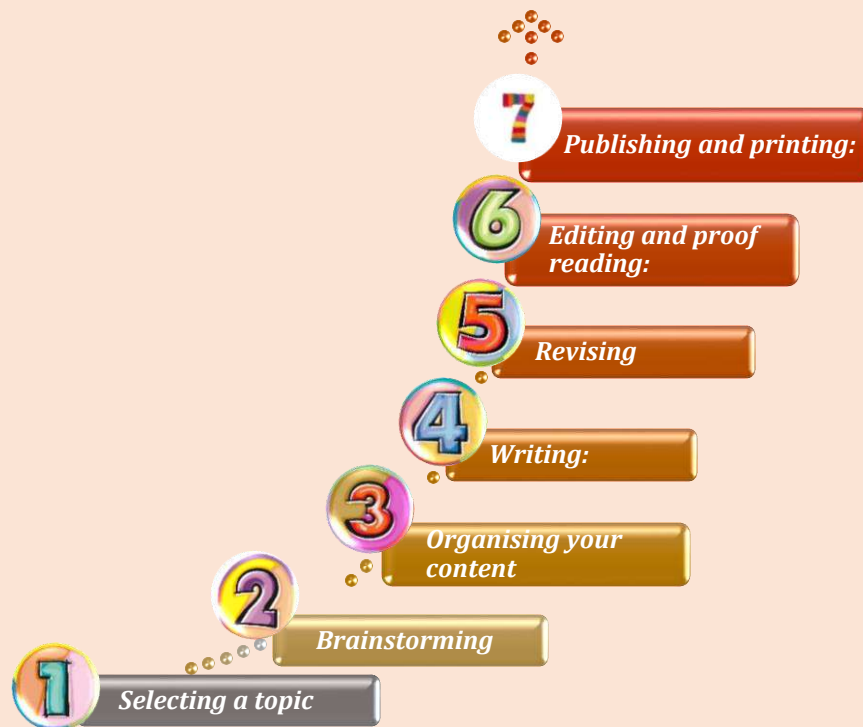 7
Publishing and printing:
6
Editing and proof
reading:
5
Revising
4
Writing:
3
Organising your
content
2
Brainstorming
1
Selecting a topic